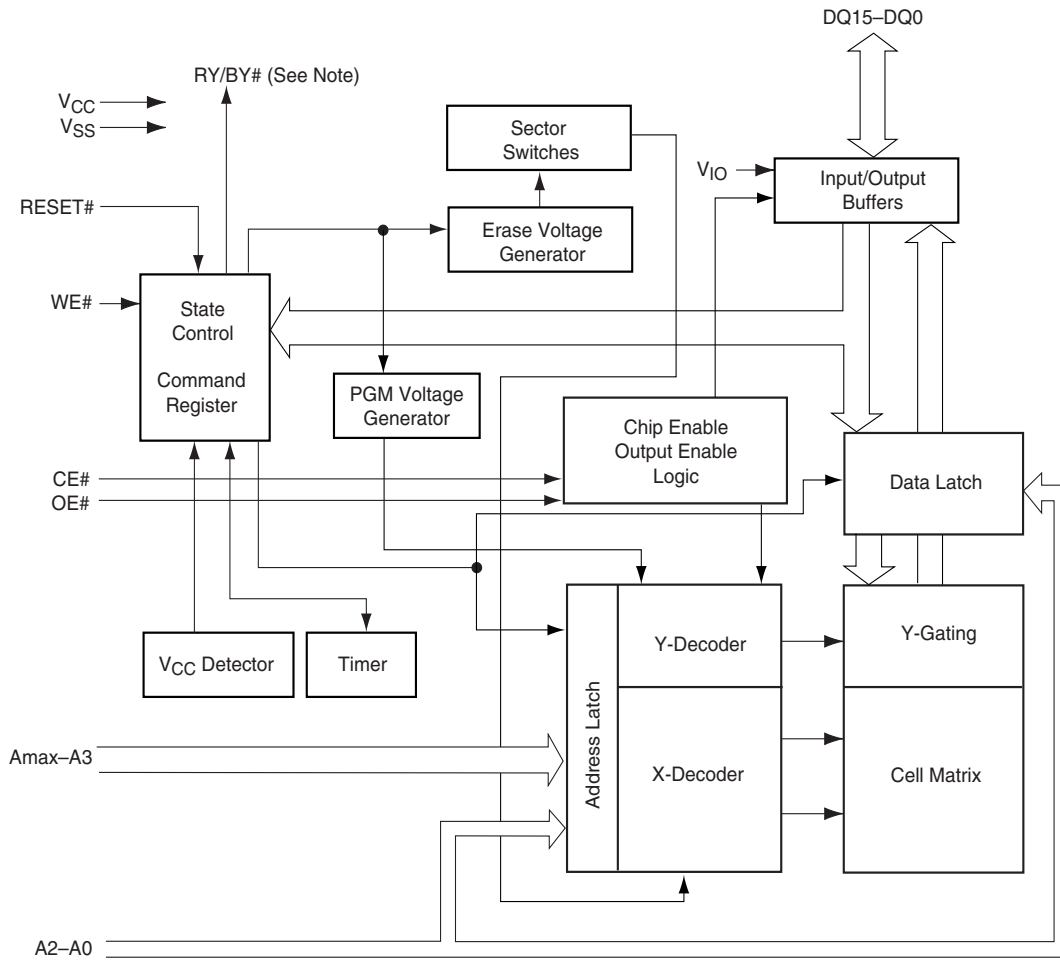 DQ15–DQ0
RY/BY# (See Note)
VCC
VSS
Sector
Switches
VIO
Input/Output
Buffers
RESET#
Erase Voltage
Generator
WE#
State
Control
Command
Register
PGM Voltage
Generator
Chip Enable
Output Enable
Logic
CE#
OE#
Data Latch
VCC Detector
Timer
Address Latch
Y-Decoder
Y-Gating
Amax–A3
X-Decoder
Cell Matrix
A2–A0